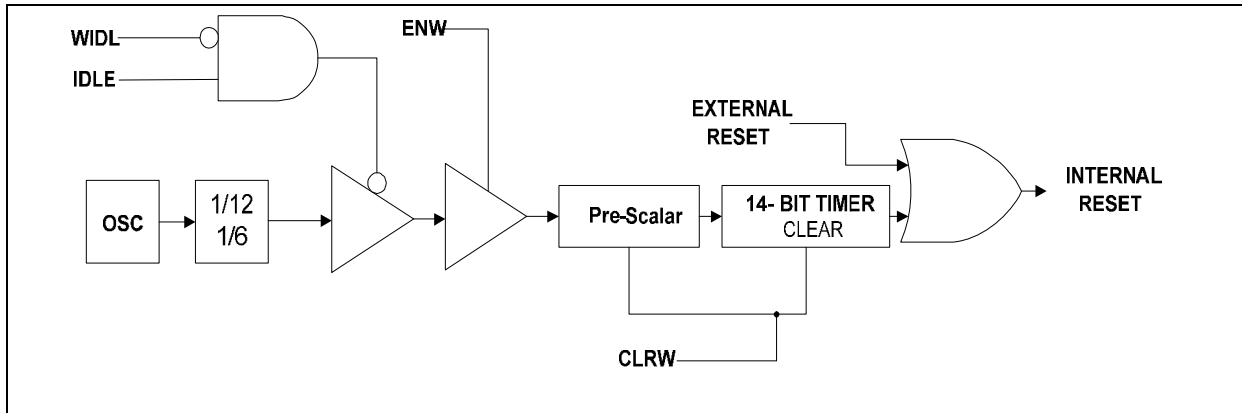 WIDL
IDLE
ENW
EXTERNAL
RESET
INTERNAL
RESET
OSC
1/12
1/6
Pre-Scalar
14- BIT TIMER
CLEAR
CLRW